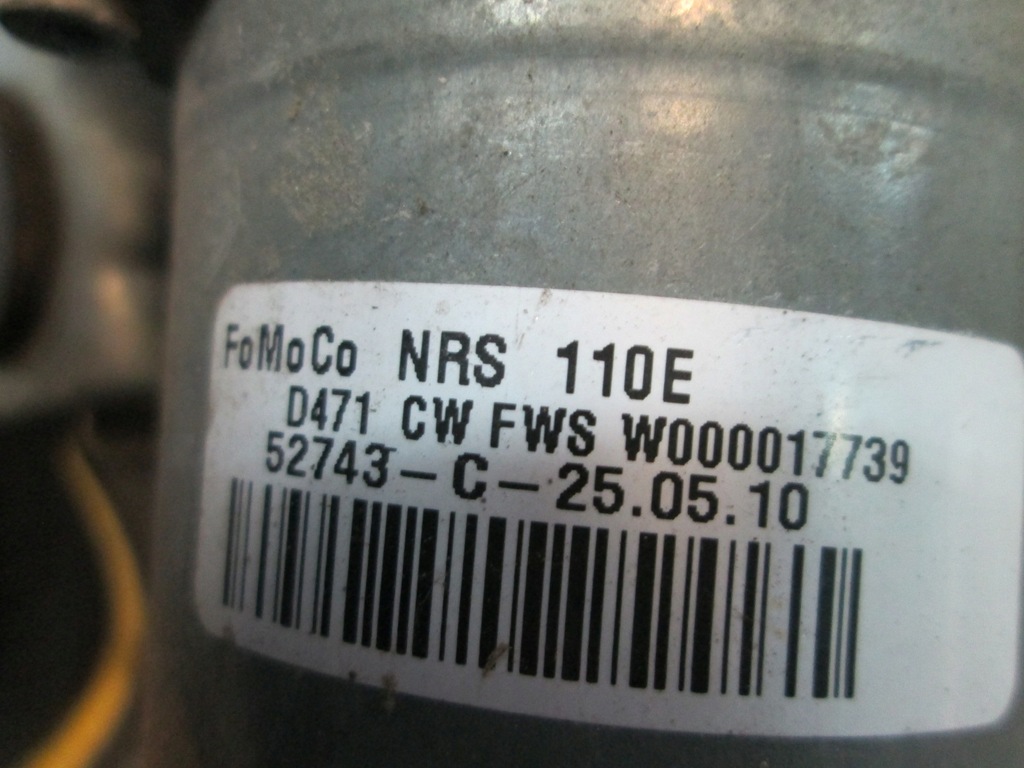 FoMoCo NRS 110E
D471 CW FWS W000017739
52743-C-25.05.10